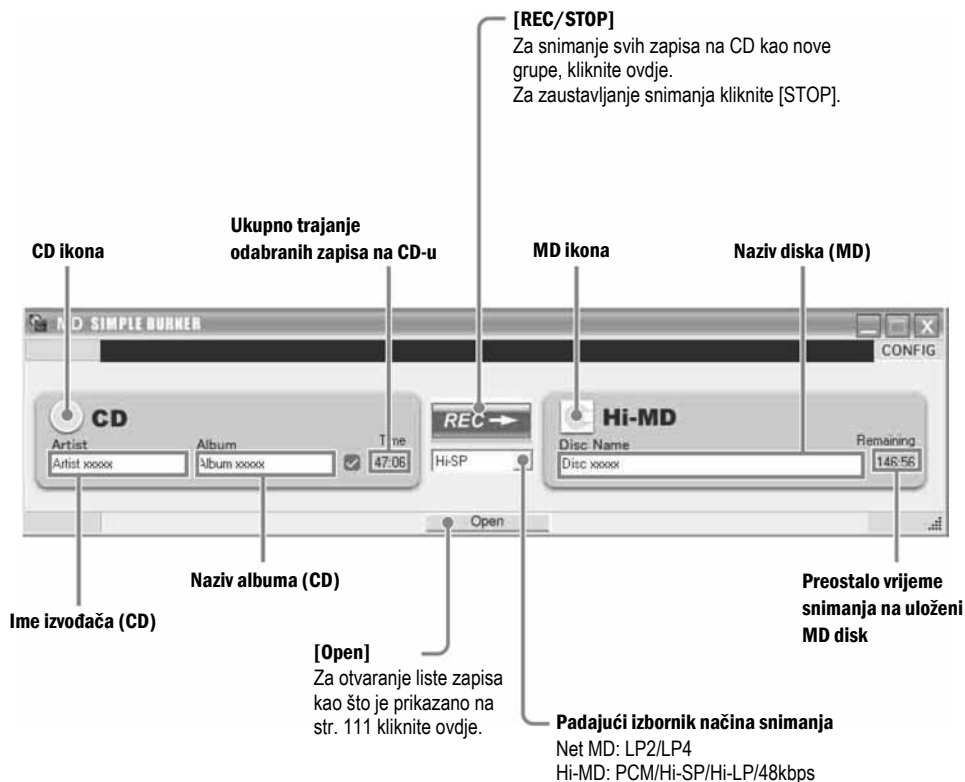 [REC/STOP]
Za snimanje svih zapisa na CD kao nove
grupe, kliknite ovdje.
Za zaustavljanje snimanja kliknite [STOP].
Ukupno trajanje
odabranih zapisa na CD-u
CD ikona
MD ikona
Naziv diska (MD)
MD SIMPLE BURNER
CONFIG
CD
REC
Hi-MD
Artist
Album
Time
Disc Name
Remaining
Artist xxxxx
Album xxxxx
47:06
Hi-SP
Disc xxxxx
146:56
Open
Naziv albuma (CD)
Ime izvođača (CD)
Preostalo vrijeme
snimanja na uloženi
MD disk
[Open]
Za otvaranje liste zapisa
kao što je prikazano na
str. 111 kliknite ovdje.
Padajući izbornik načina snimanja
Net MD: LP2/LP4
Hi-MD: PCM/Hi-SP/Hi-LP/48kbps